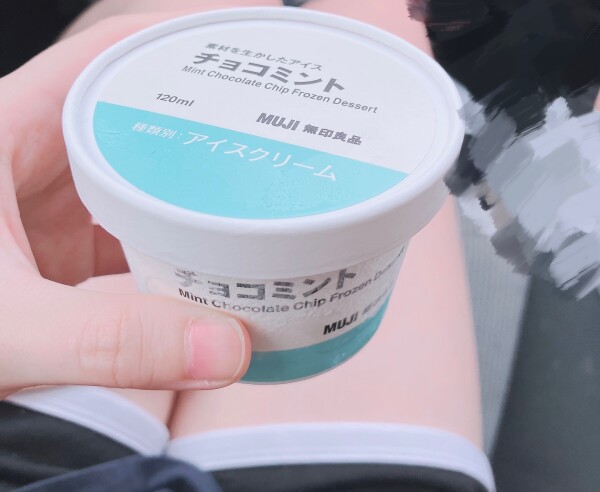 素材を生かしたアイス
チョコミント
Mint Chocolate Chip Frozen Dessert
120ml
MUJI 無印良品
種類別:アイスクリーム
チョコミント
Mint Chocolate Chip Frozen Dess
MUJI